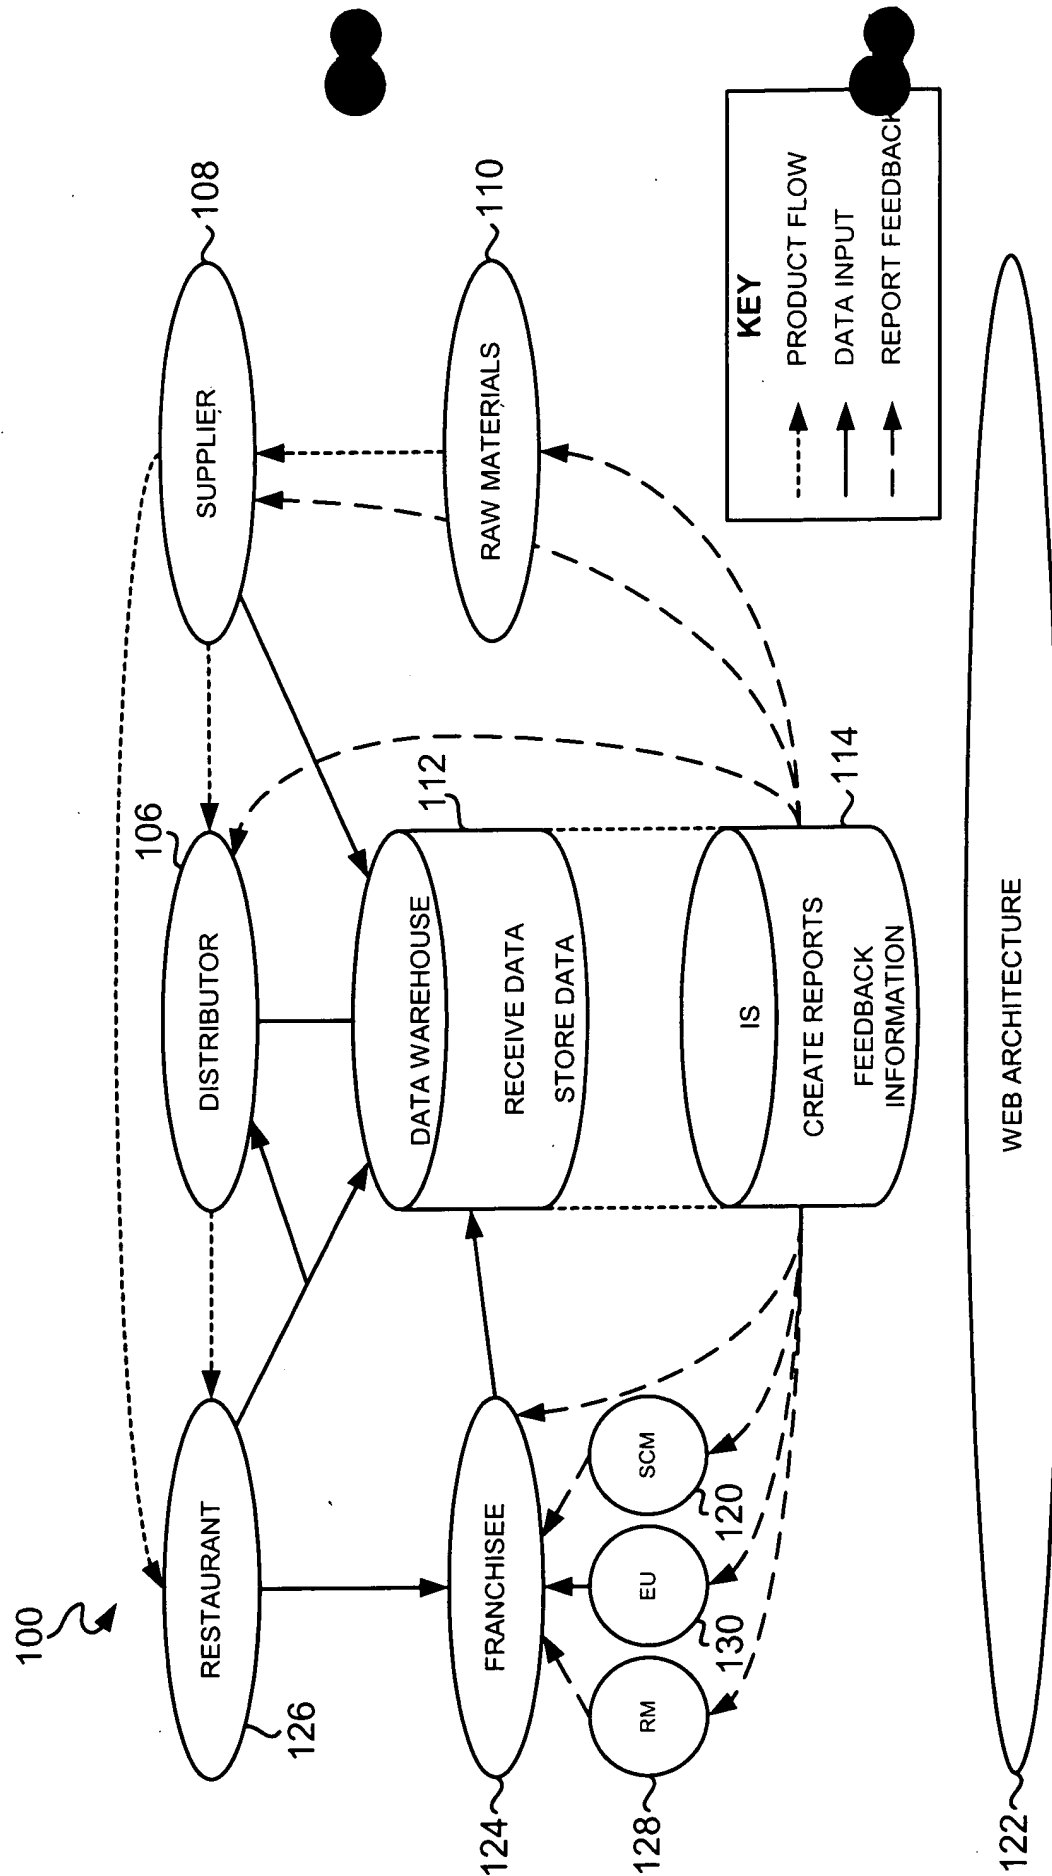 100
RESTAURANT
126
DISTRIBUTOR
106
SUPPLIER
108
FRANCHISEE
124
DATA WAREHOUSE
112
RECEIVE DATA
STORE DATA
RAW MATERIALS
110
RM
128
EU
130
SCM
120
IS
114
CREATE REPORTS
FEEDBACK
INFORMATION
KEY
PRODUCT FLOW
DATA INPUT
REPORT FEEDBACK
WEB ARCHITECTURE
122